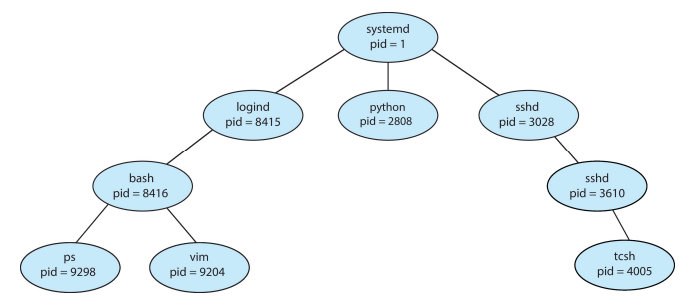 systemd
pid = 1
logind
pid = 8415
python
pid = 2808
sshd
pid = 3028
bash
pid = 8416
sshd
pid = 3610
ps
pid = 9298
vim
pid = 9204
tcsh
pid = 4005